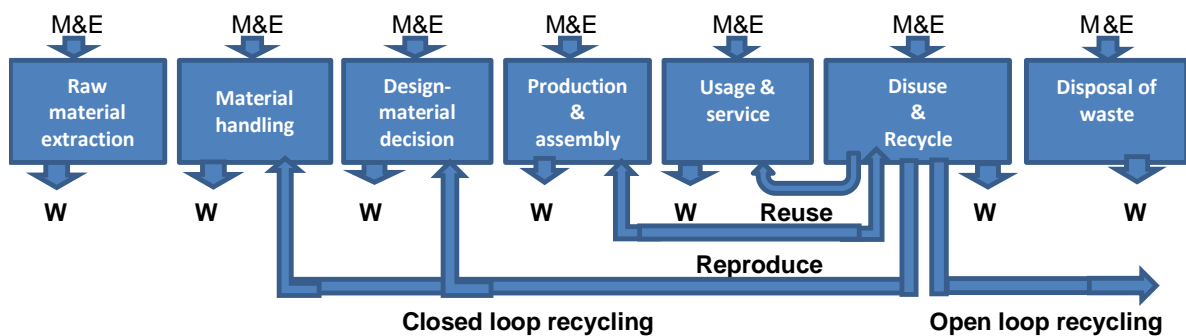 M&E M&E M&E M&E M&E M&E M&E
Raw
material
extraction
Material
handling
Design-
material
decision
Production
&
assembly
Usage &
service
Disuse
&
Recycle
Disposal of
waste
W W W W W W W
Reuse
Reproduce
Closed loop recycling
Open loop recycling